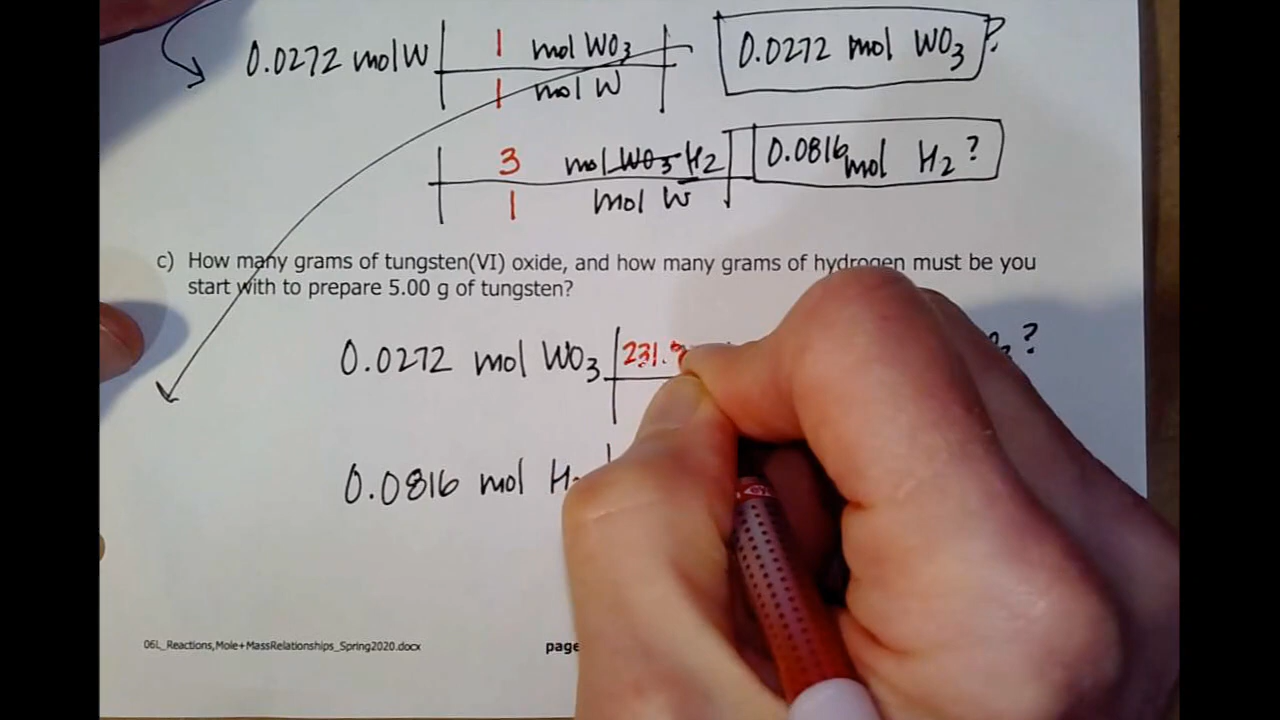 0.0272 mol W | 1 mol WO3 0.0272 mol WO3 ?
1 mol W
3 mol WO3 H2 0.0816 mol H2 ?
1 mol W
c) How many grams of tungsten(VI) oxide, and how many grams of hydrogen must be you
start with to prepare 5.00 g of tungsten?
0.0272 mol WO3 | 231. ?
0.0816 mol
06L_Reactions,Mole+MassRelationships_Spring2020.docx page